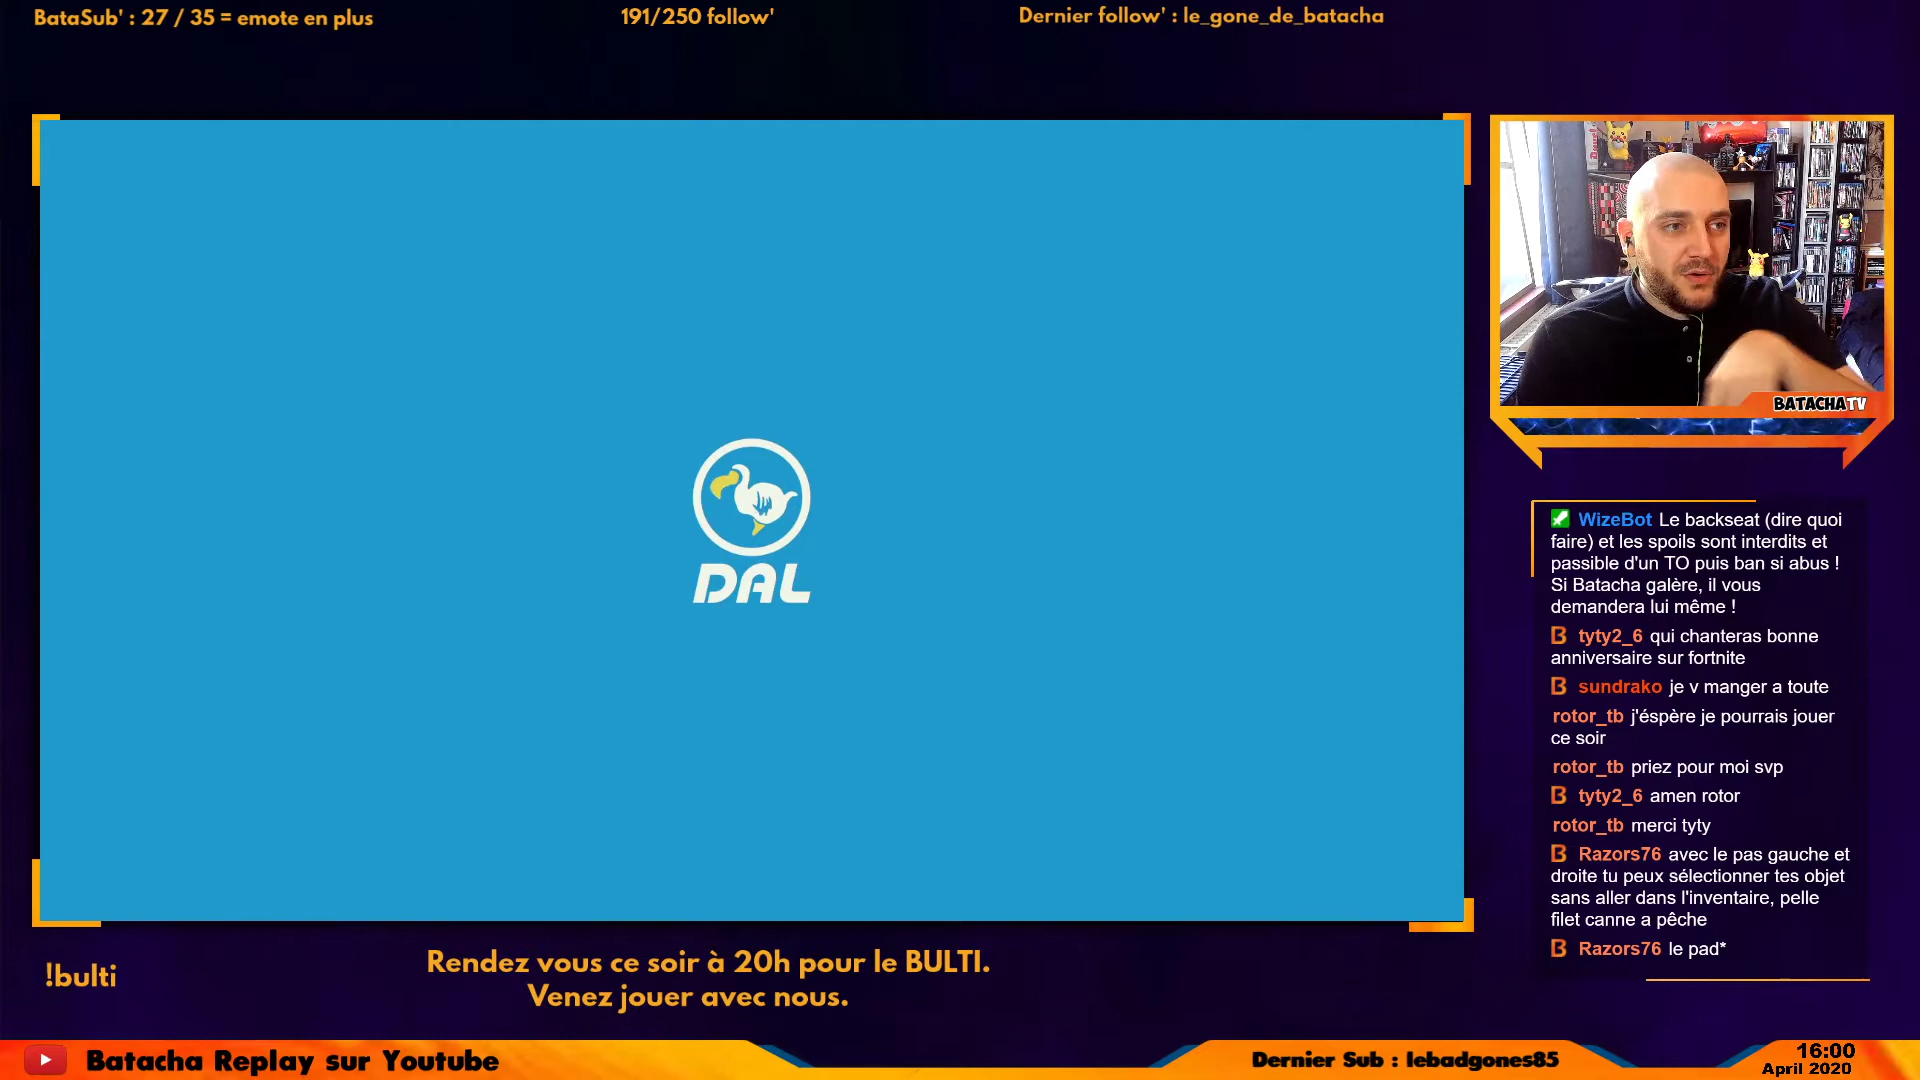 BataSub' : 27 / 35 = emote en plus
191/250 follow'
Dernier follow' : le_gone_de_batacha
DAL
BATACHATV
WizeBot Le backseat (dire quoi
faire) et les spoils sont interdits et
passible d'un TO puis ban si abus !
Si Batacha galère, il vous
demandera lui même !
tyty2_6 qui chanteras bonne
anniversaire sur fortnite
sundrako je v manger a toute
rotor_tb j'éspère je pourrais jouer
ce soir
rotor_tb priez pour moi svp
tyty2_6 amen rotor
rotor_tb merci tyty
Razors76 avec le pas gauche et
droite tu peux sélectionner tes objet
sans aller dans l'inventaire, pelle
filet canne a pêche
Razors76 le pad*
!bulti
Rendez vous ce soir à 20h pour le BULTI.
Venez jouer avec nous.
Batacha Replay sur Youtube
Dernier Sub : lebadgones85
16:00
April 2020